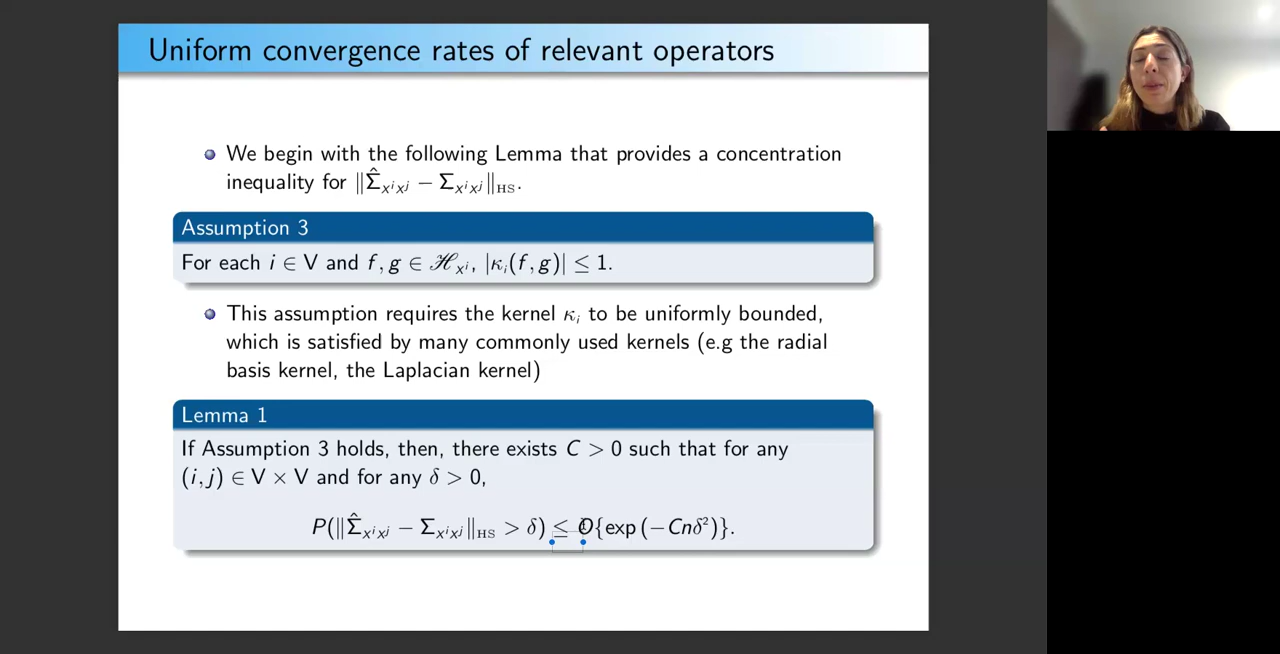 Uniform convergence rates of relevant operators
We begin with the following Lemma that provides a concentration
inequality for ‖Σ̂_{X^iX^j} − Σ_{X^iX^j}‖_{HS}.
Assumption 3
For each i ∈ V and f, g ∈ ℋ_{X^i}, |κ_i(f, g)| ≤ 1.
This assumption requires the kernel κ_i to be uniformly bounded,
which is satisfied by many commonly used kernels (e.g the radial
basis kernel, the Laplacian kernel)
Lemma 1
If Assumption 3 holds, then, there exists C > 0 such that for any
(i, j) ∈ V × V and for any δ > 0,
P(‖Σ̂_{X^iX^j} − Σ_{X^iX^j}‖_{HS} > δ) ≤ O{exp (−Cnδ²)}.